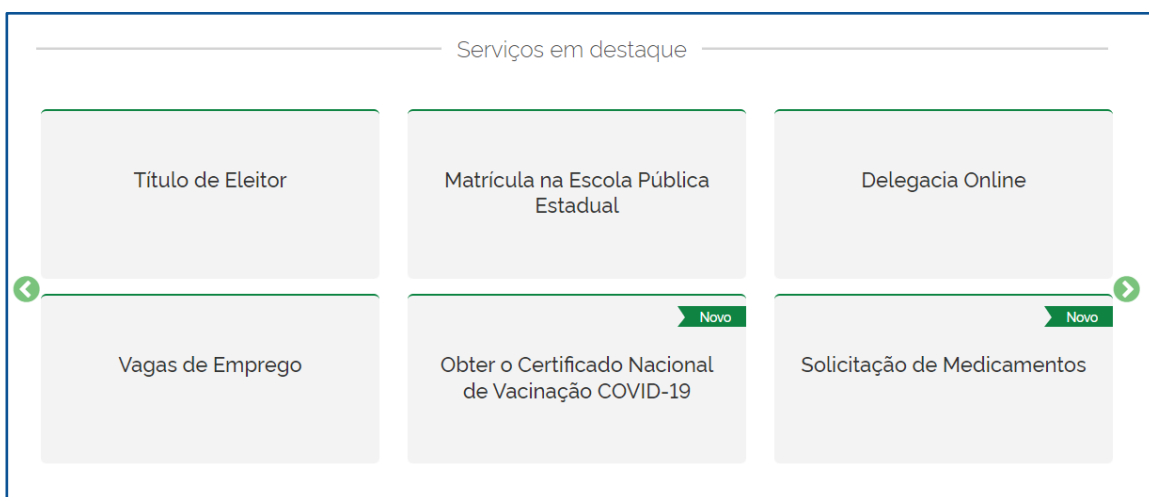 Serviços em destaque
Título de Eleitor
Matrícula na Escola Pública
Estadual
Delegacia Online
Vagas de Emprego
Novo
Obter o Certificado Nacional
de Vacinação COVID-19
Novo
Solicitação de Medicamentos